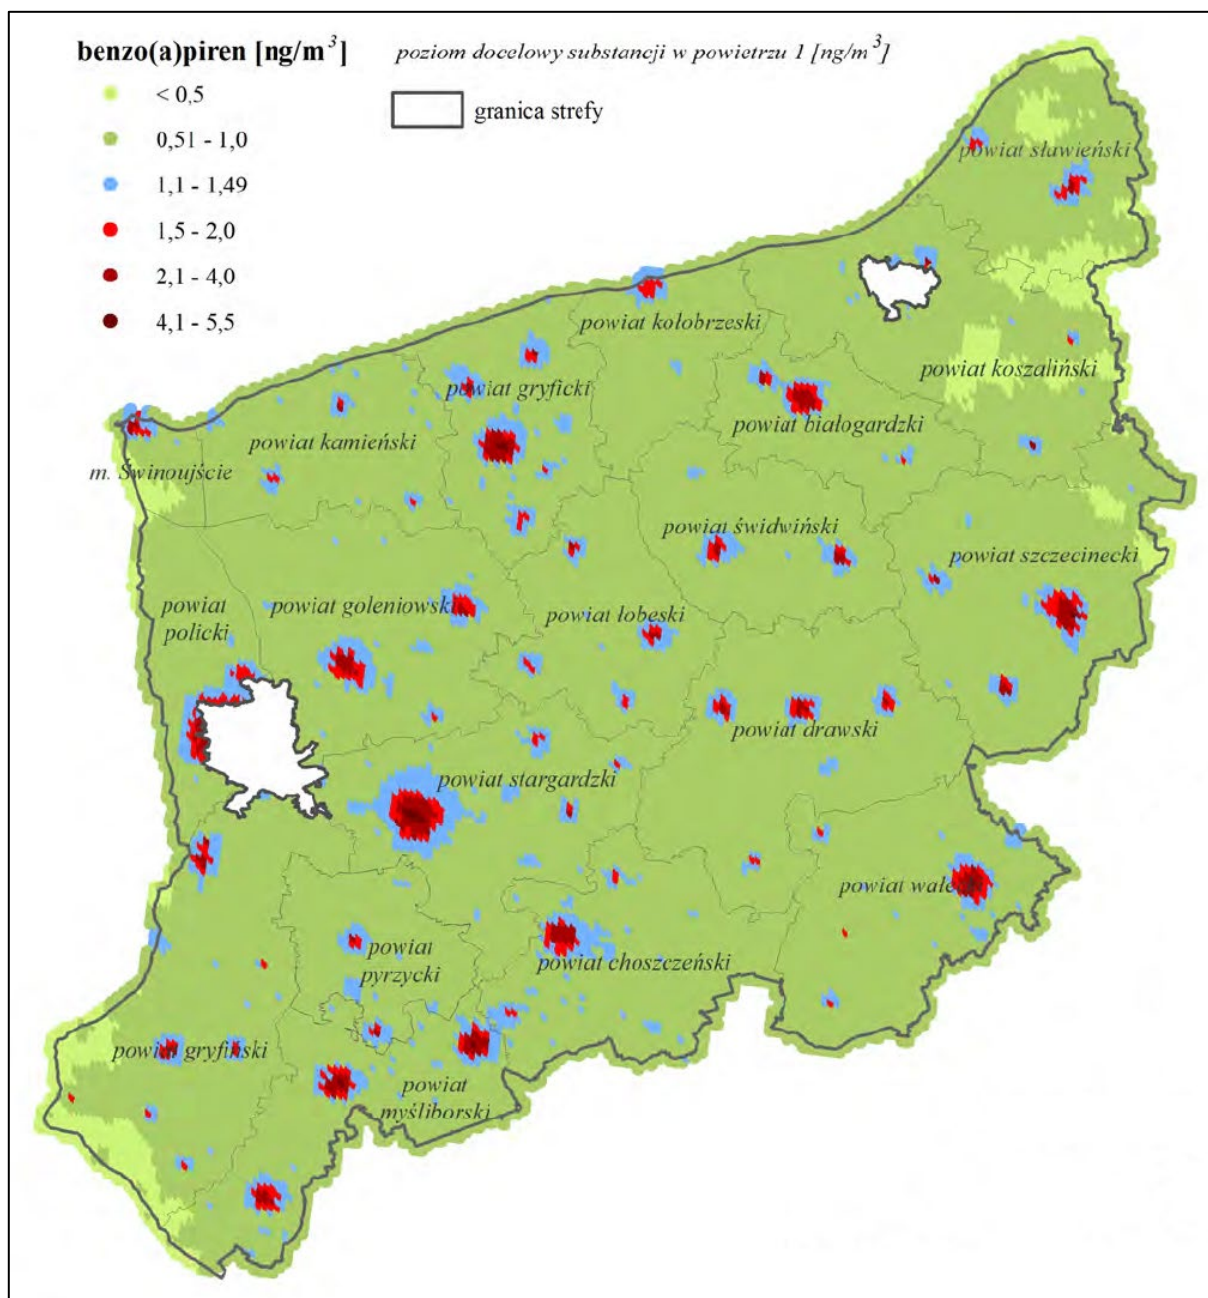 benzo(a)piren [ng/m³]
poziom docelowy substancji w powietrzu 1 [ng/m³]
< 0,5
granica strefy
0,51 - 1,0
1,1 - 1,49
1,5 - 2,0
2,1 - 4,0
4,1 - 5,5
powiat sławieński
powiat kołobrzeski
powiat koszaliński
powiat gryficki
powiat białogardzki
powiat kamieński
m. Świnoujście
powiat świdwiński
powiat szczecinecki
powiat goleniowski
powiat
policki
powiat łobeski
powiat drawski
powiat stargardzki
powiat wałec
powiat
pyrzycki
powiat choszczeński
powiat gryfiński
powiat
myśliborski